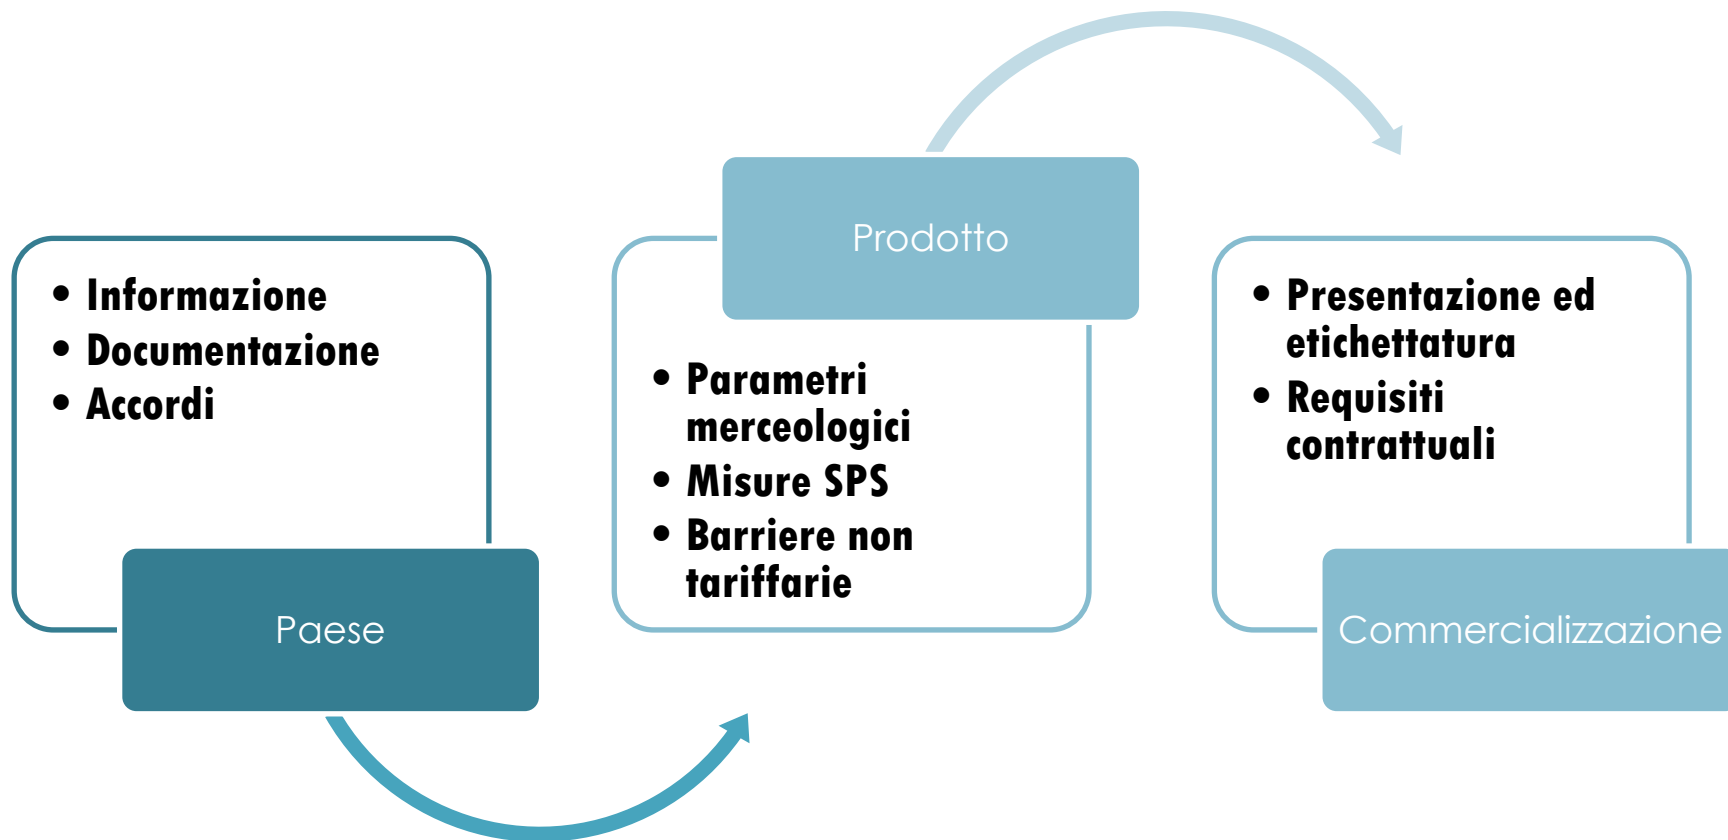 • Informazione
• Documentazione
• Accordi
Paese
Prodotto
• Parametri
merceologici
• Misure SPS
• Barriere non
tariffarie
• Presentazione ed
etichettatura
• Requisiti
contrattuali
Commercializzazione